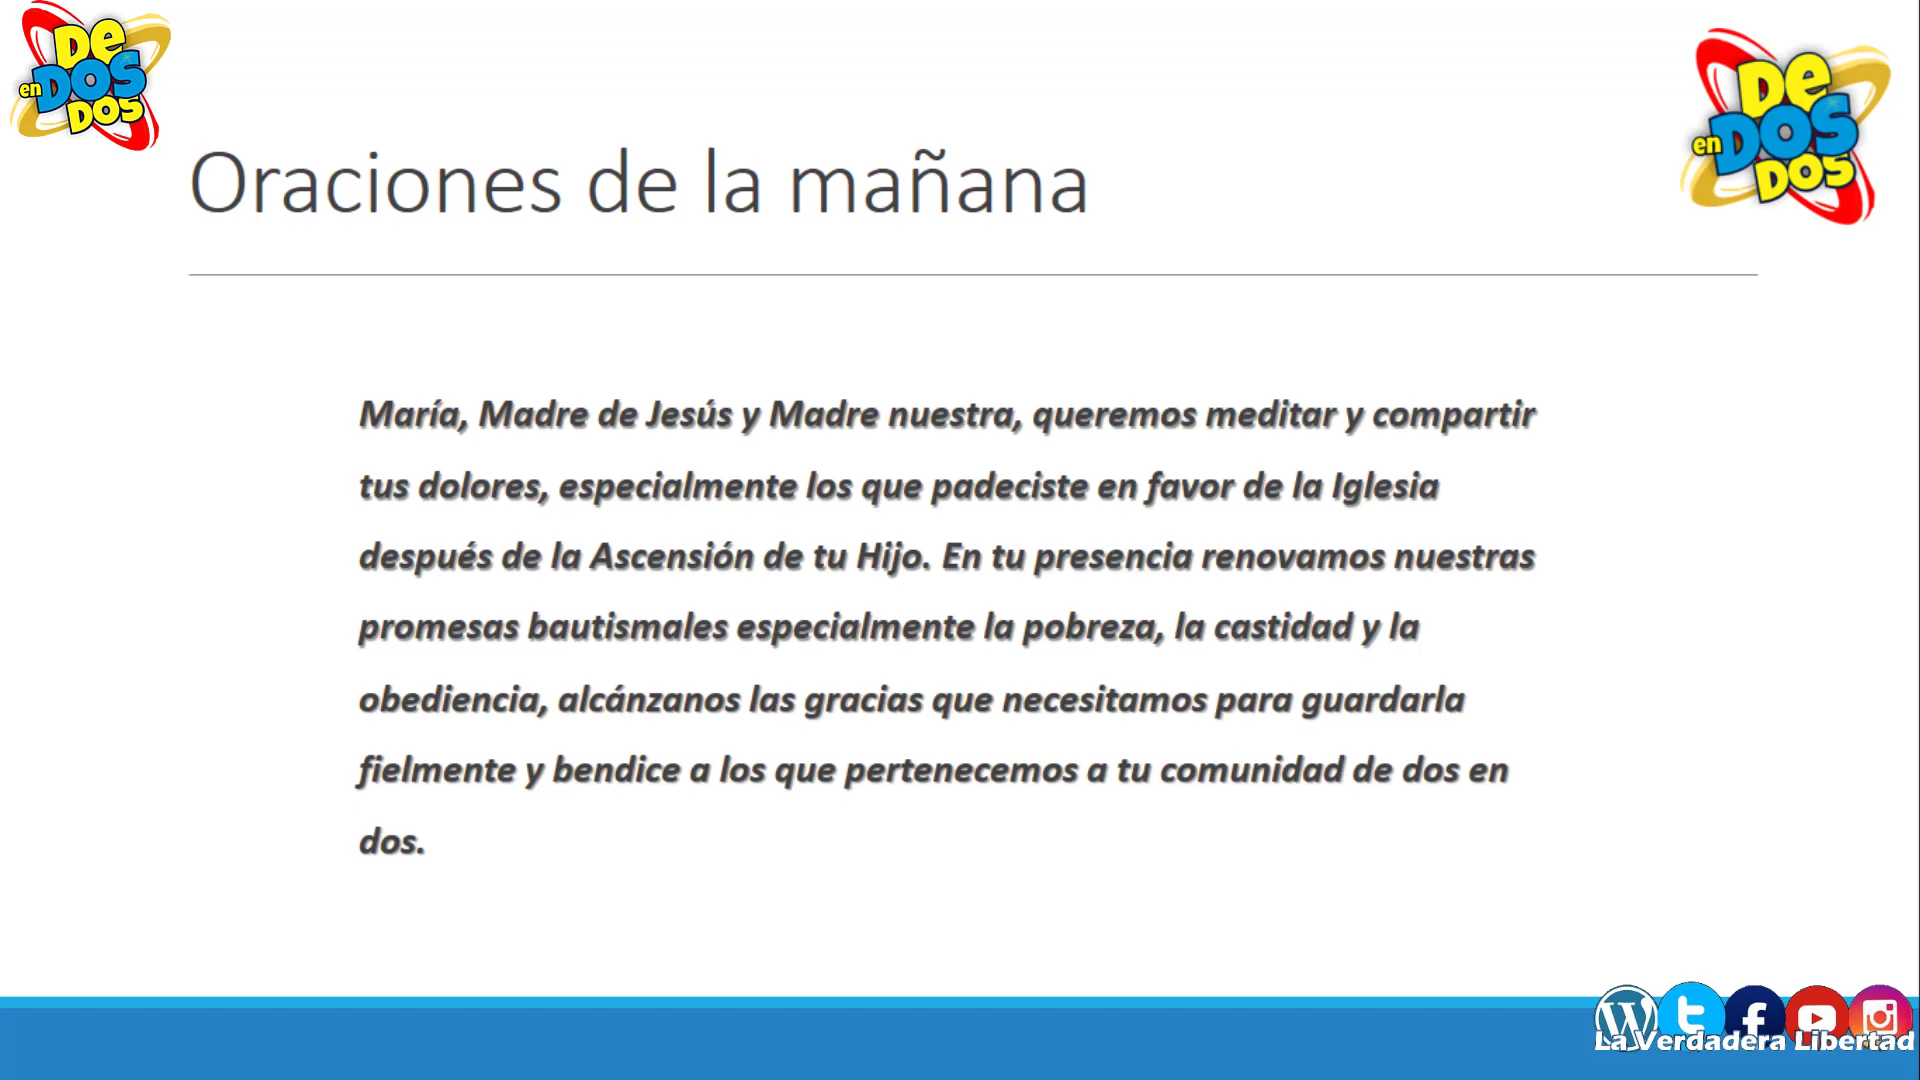 DE
en DOS
DOS
DE
en DOS
DOS
Oraciones de la mañana
María, Madre de Jesús y Madre nuestra, queremos meditar y compartir
tus dolores, especialmente los que padeciste en favor de la Iglesia
después de la Ascensión de tu Hijo. En tu presencia renovamos nuestras
promesas bautismales especialmente la pobreza, la castidad y la
obediencia, alcánzanos las gracias que necesitamos para guardarla
fielmente y bendice a los que pertenecemos a tu comunidad de dos en
dos.
La Verdadera Libertad